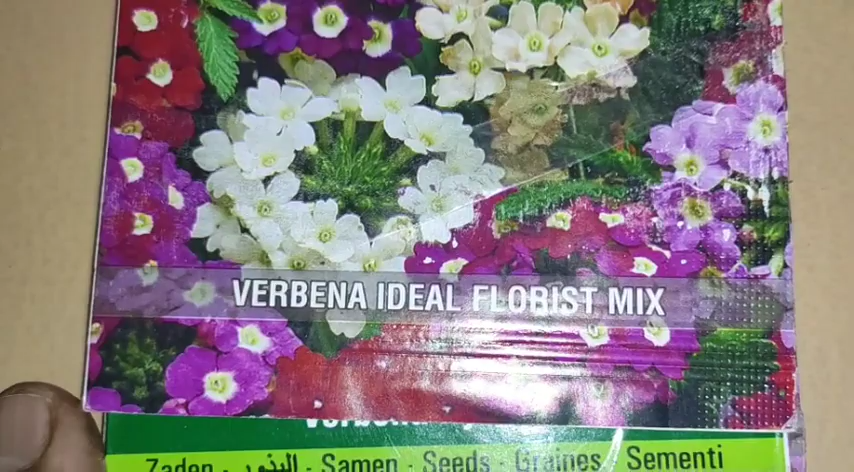 VERBENA IDEAL FLORIST MIX
Zaden - البذور - Samen - Seeds - Graines - Sementi